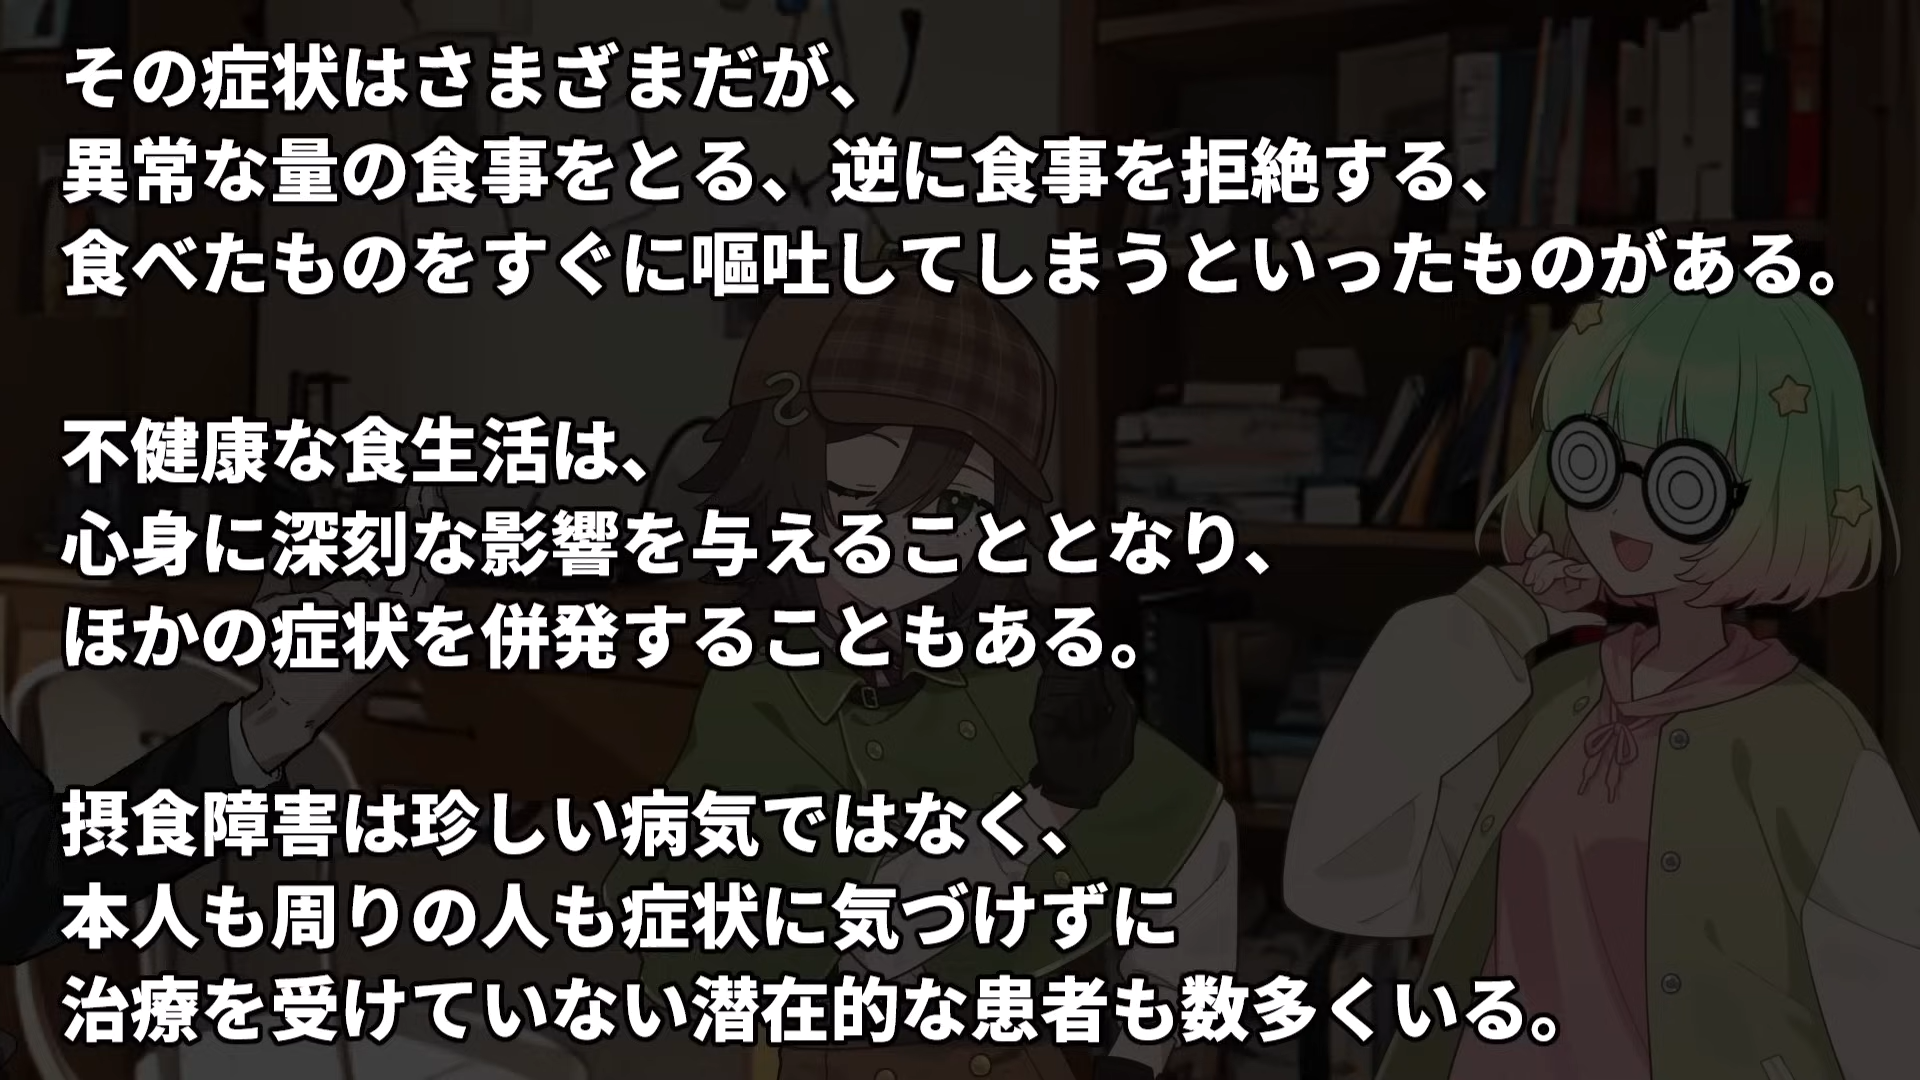 その症状はさまざまだが、
異常な量の食事をとる、逆に食事を拒絶する、
食べたものをすぐに嘔吐してしまうといったものがある。
不健康な食生活は、
心身に深刻な影響を与えることとなり、
ほかの症状を併発することもある。
摂食障害は珍しい病気ではなく、
本人も周りの人も症状に気づけずに
治療を受けていない潜在的な患者も数多くいる。